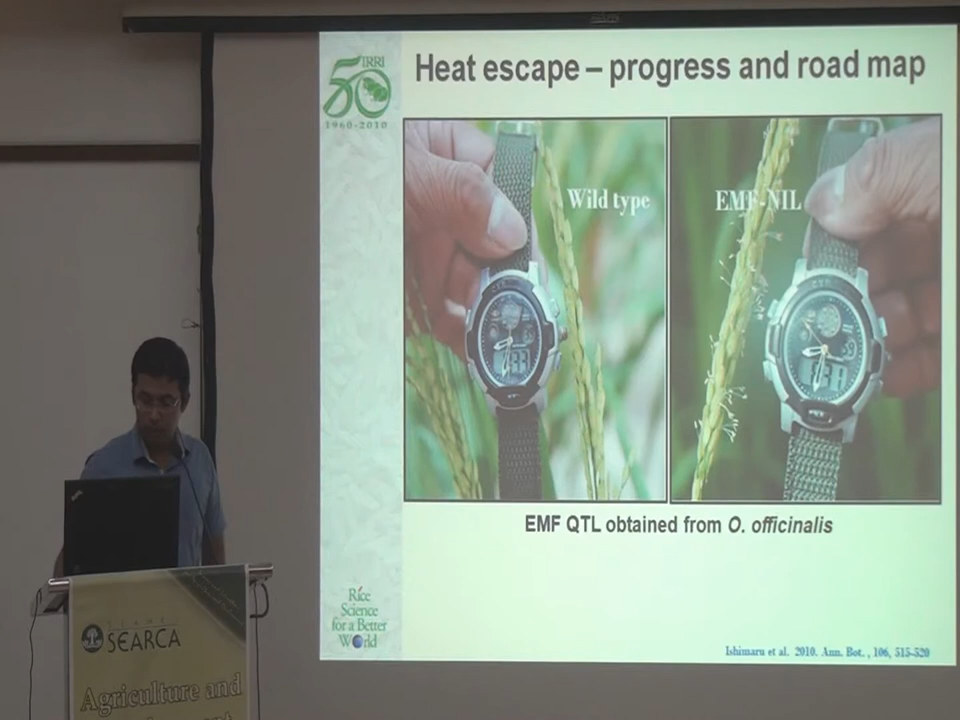 Heat escape – progress and road map
50 IRRI
1960-2010
Wild type
EMF-NIL
EMF QTL obtained from O. officinalis
Rice
Science
for a Better
World
Ishimaru et al. 2010. Ann. Bot. , 106, 515-520
SEARCA
Agriculture and